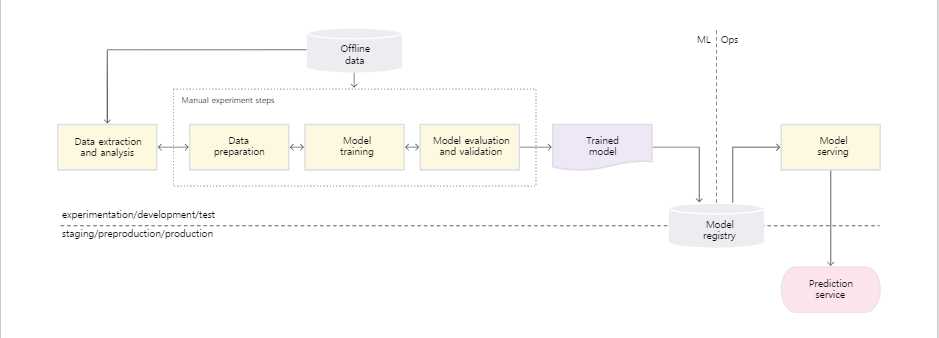 Offline
data
ML
Ops
Manual experiment steps
Data extraction
and analysis
Data
preparation
Model
training
Model evaluation
and validation
Trained
model
Model
serving
experimentation/development/test
staging/preproduction/production
Model
registry
Prediction
service